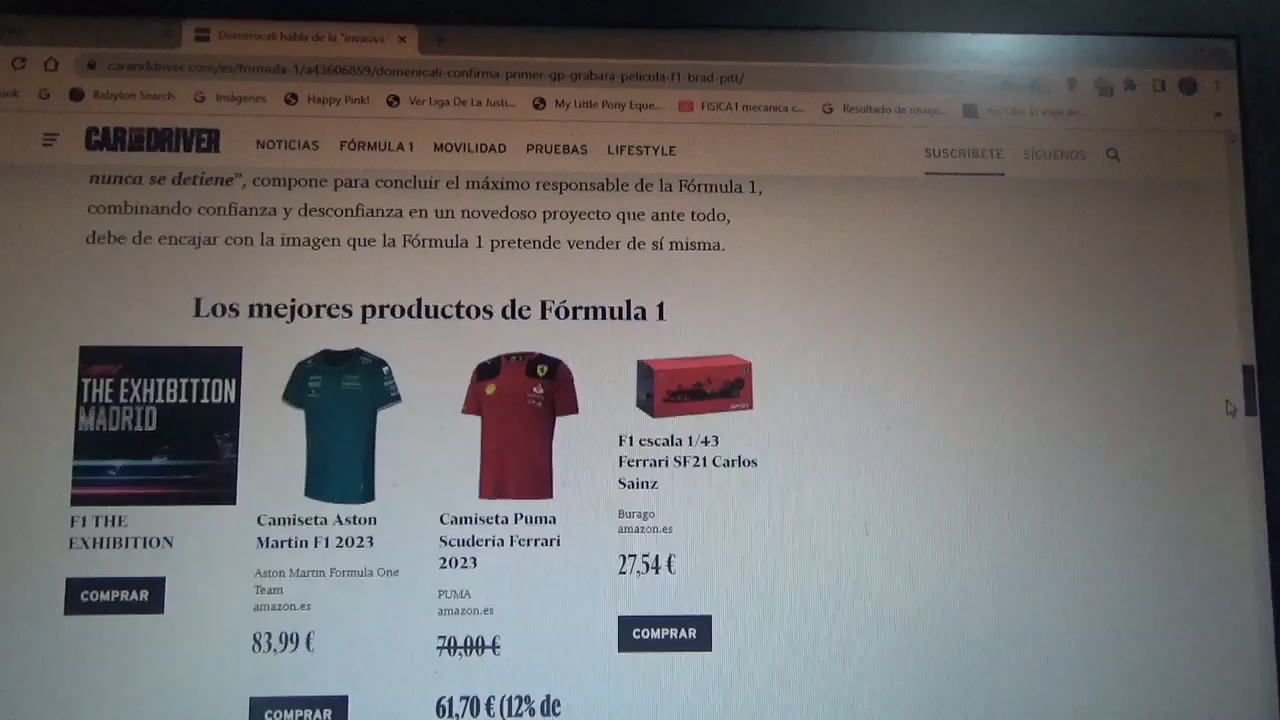 Domenicali habla de la "invasiva
caranddriver.com/es/formula-1/a43606859/domenicali-confirma-primer-gp-grabara-pelicula-f1-brad-pitt/
Babylon Search
Imágenes
Happy Pink!
Ver Liga De La Justi...
My Little Pony Eque...
FISICA 1 mecanica c...
Resultado de image...
CAR AND DRIVER
NOTICIAS
FÓRMULA 1
MOVILIDAD
PRUEBAS
LIFESTYLE
SUSCRÍBETE
SÍGUENOS
nunca se detiene”, compone para concluir el máximo responsable de la Fórmula 1,
combinando confianza y desconfianza en un novedoso proyecto que ante todo,
debe de encajar con la imagen que la Fórmula 1 pretende vender de sí misma.
Los mejores productos de Fórmula 1
THE EXHIBITION
MADRID
F1 THE
EXHIBITION
COMPRAR
Camiseta Aston
Martin F1 2023
Aston Martin Formula One
Team
amazon.es
83,99 €
COMPRAR
Camiseta Puma
Scuderia Ferrari
2023
PUMA
amazon.es
70,00 €
61,70 € (12% de
F1 escala 1/43
Ferrari SF21 Carlos
Sainz
Burago
amazon.es
27,54 €
COMPRAR